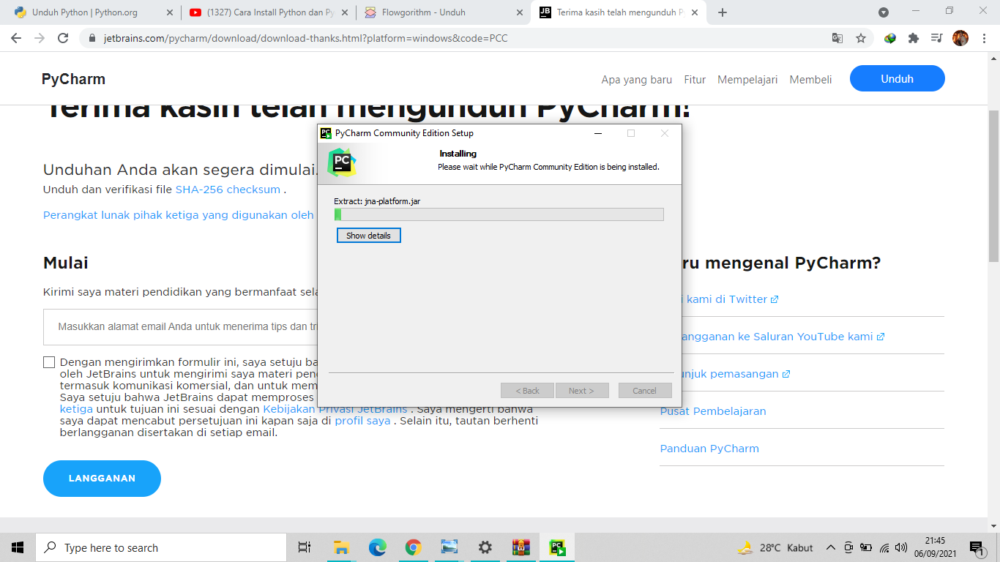 Unduh Python | Python.org
(1327) Cara Install Python dan Py
Flowgorithm - Unduh
JB
Terima kasih telah mengunduh P
jetbrains.com/pycharm/download/download-thanks.html?platform=windows&code=PCC
PyCharm
Apa yang baru
Fitur
Mempelajari
Membeli
Unduh
Terima kasih telah mengunduh PyCharm!
Unduhan Anda akan segera dimulai.
Unduh dan verifikasi file SHA-256 checksum .
Perangkat lunak pihak ketiga yang digunakan oleh
PC
PyCharm Community Edition Setup
PC
Installing
Please wait while PyCharm Community Edition is being installed.
Extract: jna-platform.jar
Show details
< Back
Next >
Cancel
Mulai
Kirimi saya materi pendidikan yang bermanfaat sela
Masukkan alamat email Anda untuk menerima tips dan tri
Dengan mengirimkan formulir ini, saya setuju ba
oleh JetBrains untuk mengirimi saya materi pen
termasuk komunikasi komersial, dan untuk mem
Saya setuju bahwa JetBrains dapat memproses
ketiga untuk tujuan ini sesuai dengan Kebijakan Privasi JetBrains . Saya mengerti bahwa
saya dapat mencabut persetujuan ini kapan saja di profil saya . Selain itu, tautan berhenti
berlangganan disertakan di setiap email.
LANGGANAN
ru mengenal PyCharm?
i kami di Twitter
angganan ke Saluran YouTube kami
unjuk pemasangan
Pusat Pembelajaran
Panduan PyCharm
Type here to search
PC
28°C Kabut
21:45
06/09/2021
1